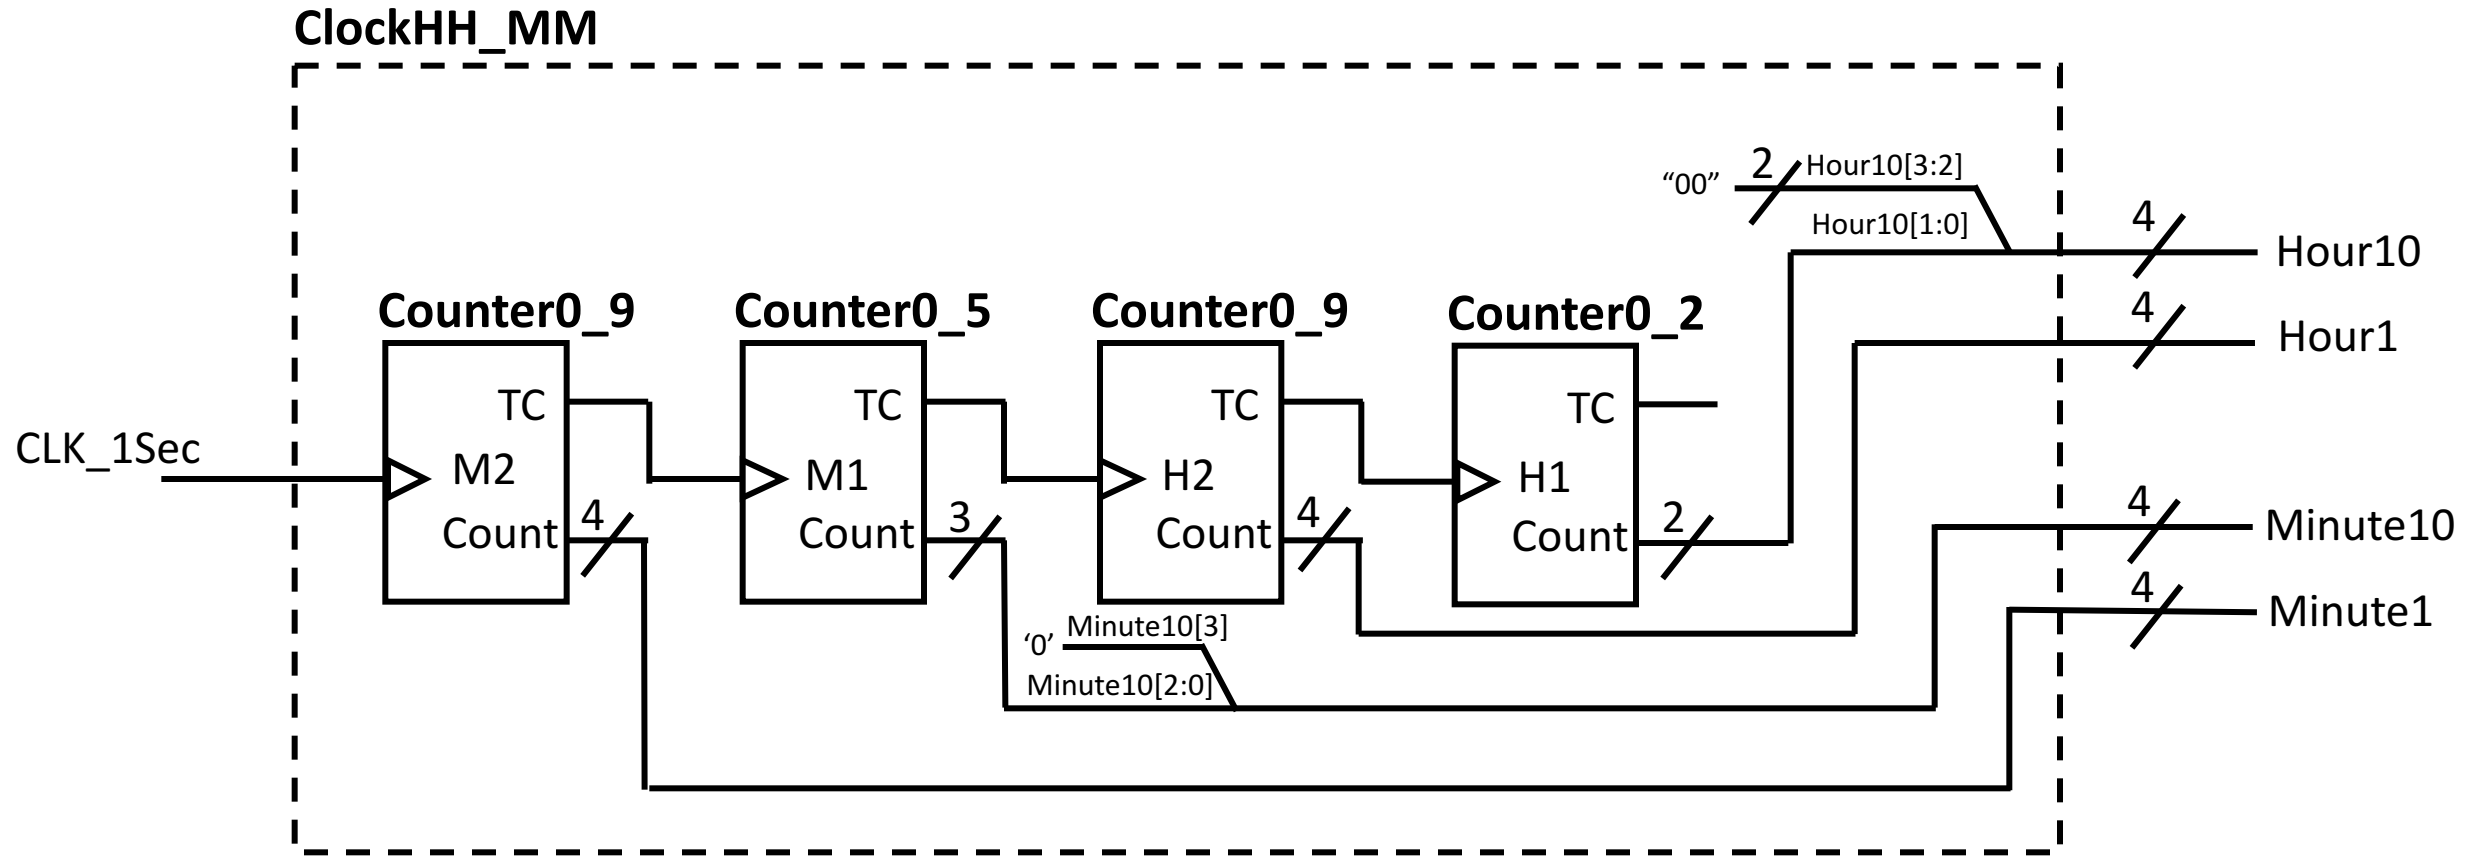 ClockHH_MM
2
Hour10[3:2]
“00”
Hour10[1:0]
4
Hour10
4
Hour1
Counter0_9
Counter0_5
Counter0_9
Counter0_2
TC
TC
TC
TC
CLK_1Sec
M2
M1
H2
H1
Count
4
Count
3
Count
4
Count
2
4
Minute10
4
Minute1
‘0’
Minute10[3]
Minute10[2:0]